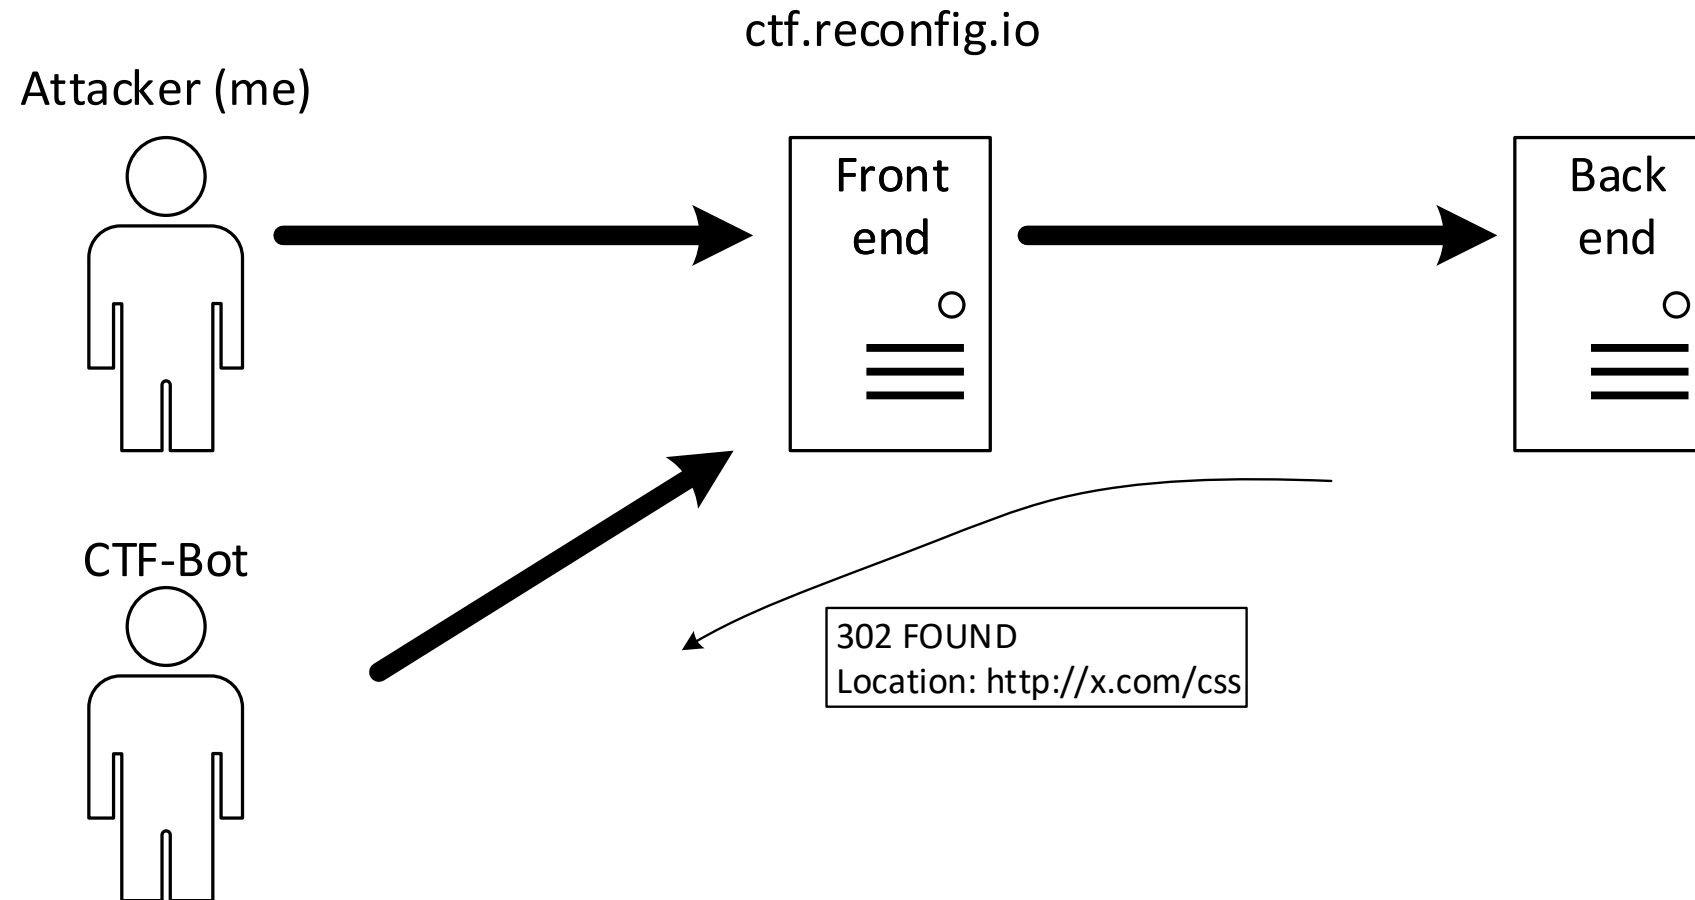 ctf.reconfig.io
Attacker (me)
Front
end
Back
end
CTF-Bot
302 FOUND
Location: http://x.com/css